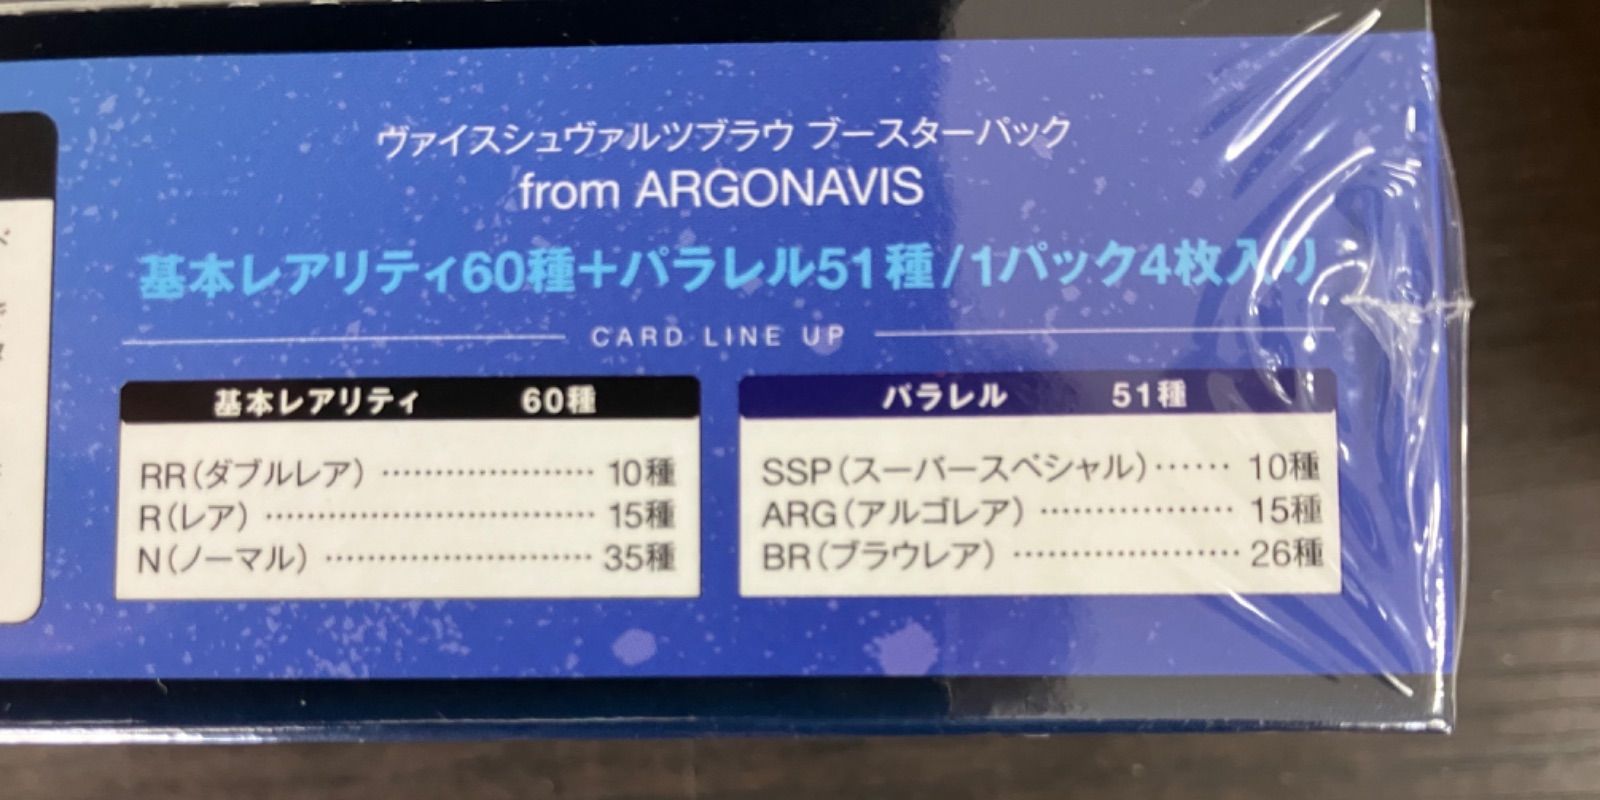 ヴァイスシュヴァルツブラウ ブースターパック
from ARGONAVIS
基本レアリティ60種+パラレル51種/1パック4枚入り
CARD LINE UP
基本レアリティ 60種
RR(ダブルレア) ………………… 10種
R(レア) ………………………… 15種
N(ノーマル) …………………… 35種
パラレル 51種
SSP(スーパースペシャル) …… 10種
ARG(アルゴレア) ……………… 15種
BR(ブラウレア) ………………… 26種